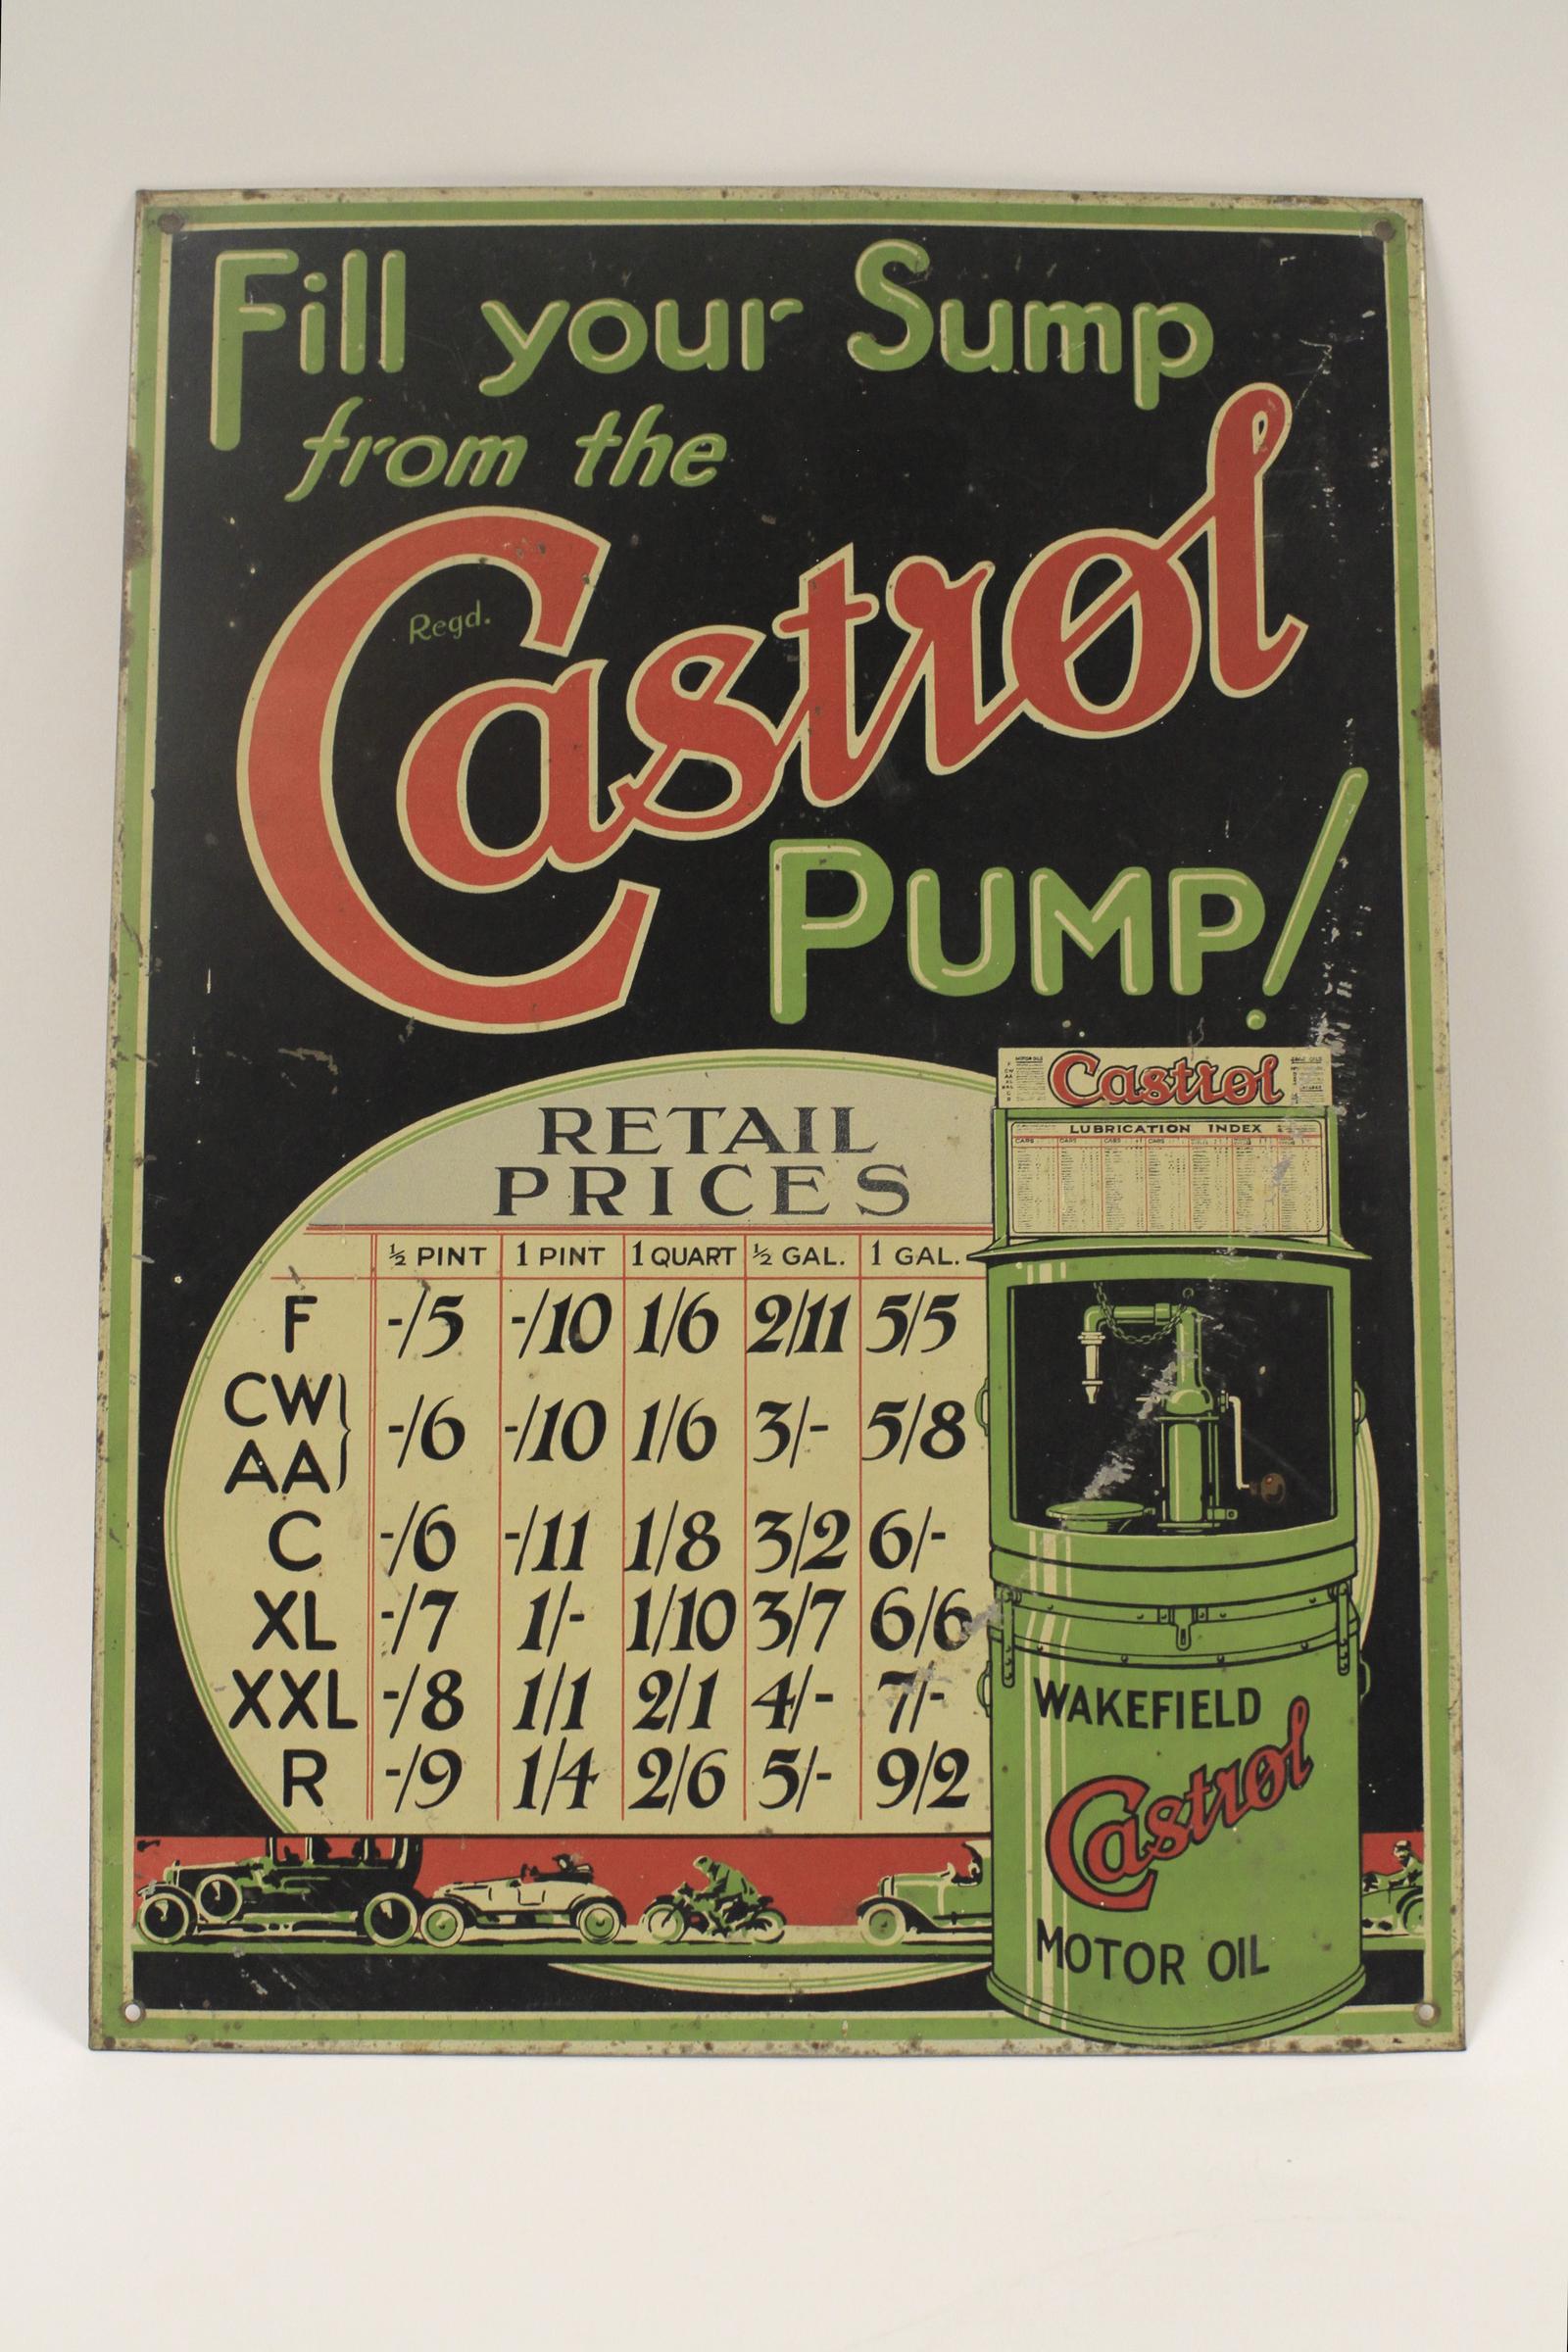 Fill your Sump
from the
Castrol
Regd.
PUMP!
RETAIL
PRICES
½ PINT 1 PINT 1 QUART ½ GAL. 1 GAL.
F -/5 -/10 1/6 2/11 5/5
CW
AA } -/6 -/10 1/6 3/- 5/8
C -/6 -/11 1/8 3/2 6/-
XL -/7 1/- 1/10 3/7 6/6
XXL -/8 1/1 2/1 4/- 7/-
R -/9 1/4 2/6 5/- 9/2
Castrol
LUBRICATION INDEX
CARS CARS CARS CARS
WAKEFIELD
Castrol
MOTOR OIL